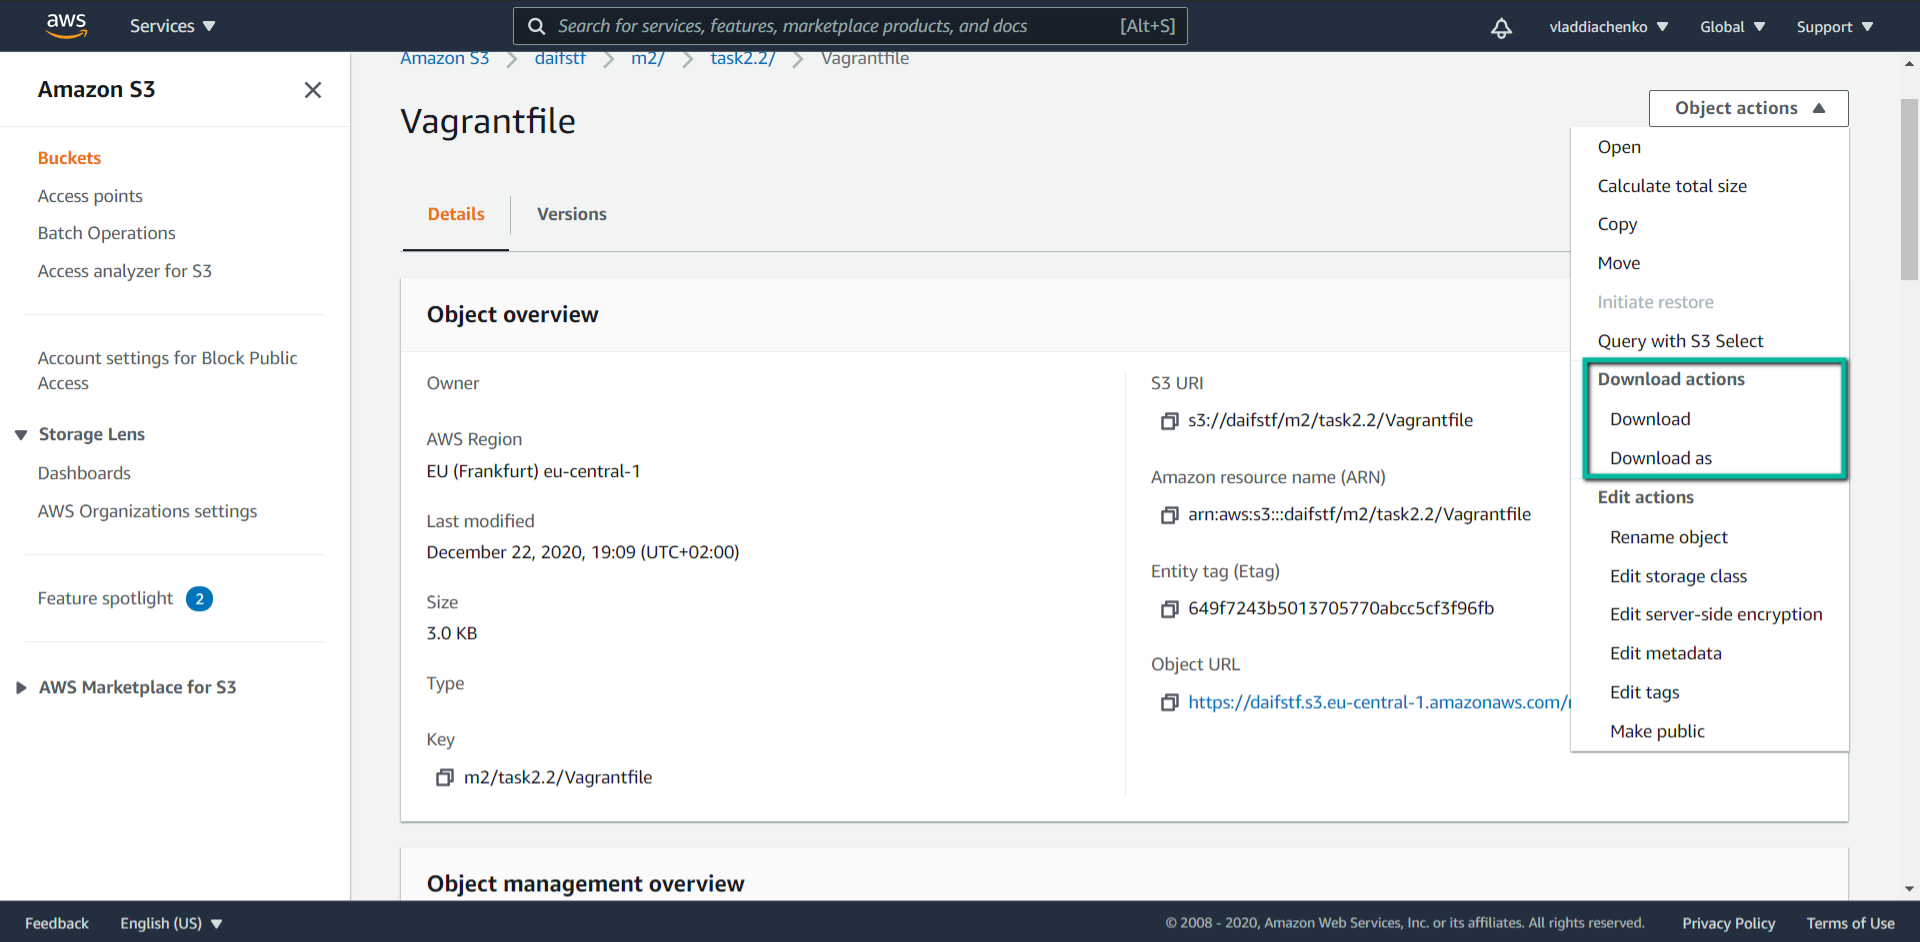 aws
Services
Search for services, features, marketplace products, and docs [Alt+S]
vladdiachenko
Global
Support
Amazon S3
Buckets
Access points
Batch Operations
Access analyzer for S3
Account settings for Block Public
Access
Storage Lens
Dashboards
AWS Organizations settings
Feature spotlight 2
AWS Marketplace for S3
Amazon S3 daifstf m2/ task2.2/ Vagrantfile
Vagrantfile
Details Versions
Object overview
Owner
AWS Region
EU (Frankfurt) eu-central-1
Last modified
December 22, 2020, 19:09 (UTC+02:00)
Size
3.0 KB
Type
Key
m2/task2.2/Vagrantfile
S3 URI
s3://daifstf/m2/task2.2/Vagrantfile
Amazon resource name (ARN)
arn:aws:s3:::daifstf/m2/task2.2/Vagrantfile
Entity tag (Etag)
649f7243b5013705770abcc5cf3f96fb
Object URL
https://daifstf.s3.eu-central-1.amazonaws.com/
Object actions
Open
Calculate total size
Copy
Move
Initiate restore
Query with S3 Select
Download actions
Download
Download as
Edit actions
Rename object
Edit storage class
Edit server-side encryption
Edit metadata
Edit tags
Make public
Object management overview
Feedback English (US)
© 2008 - 2020, Amazon Web Services, Inc. or its affiliates. All rights reserved. Privacy Policy Terms of Use